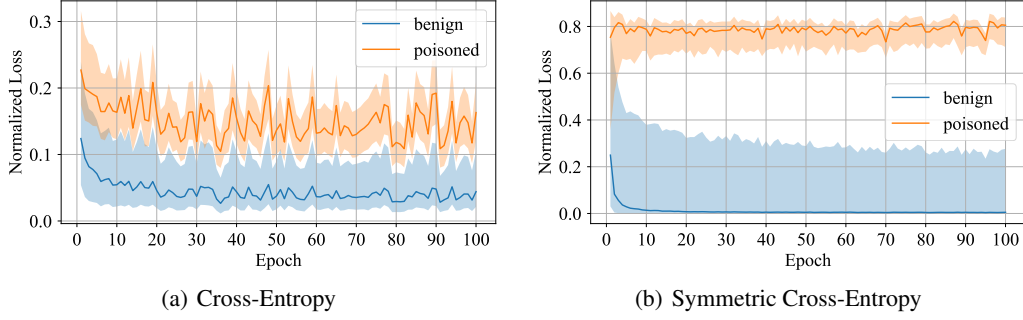 0.3
0.2
0.1
0.0
Normalized Loss
benign
poisoned
0 10 20 30 40 50 60 70 80 90 100
Epoch
(a) Cross-Entropy
0.8
0.6
0.4
0.2
0.0
Normalized Loss
benign
poisoned
0 10 20 30 40 50 60 70 80 90 100
Epoch
(b) Symmetric Cross-Entropy